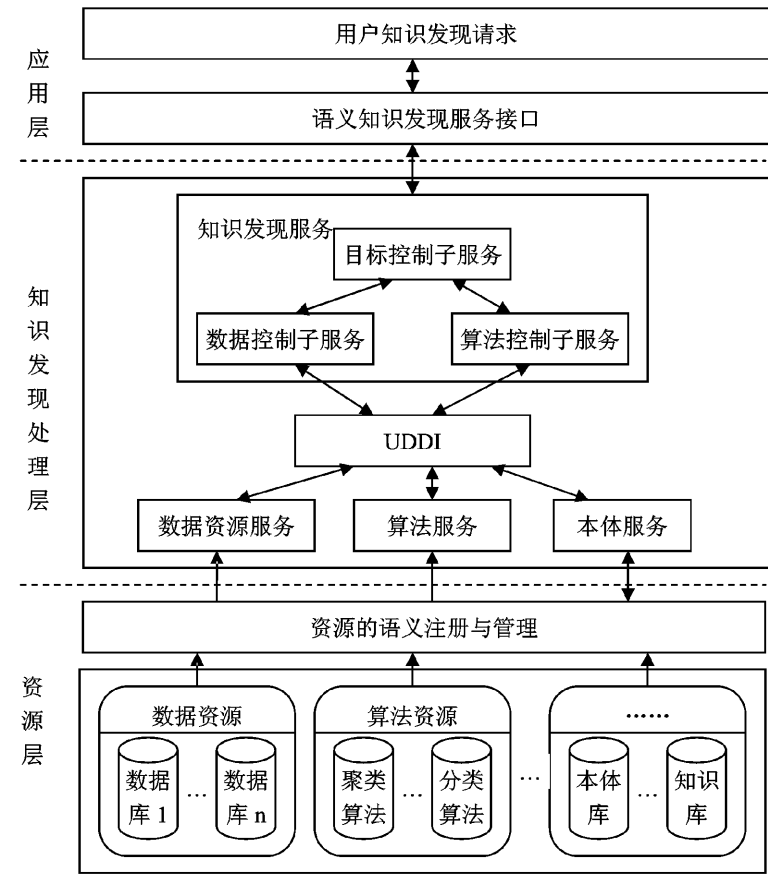 应用层
用户知识发现请求
语义知识发现服务接口
知识发现处理层
知识发现服务
目标控制子服务
数据控制子服务
算法控制子服务
UDDI
数据资源服务
算法服务
本体服务
资源层
资源的语义注册与管理
数据资源
算法资源
……
数据
库 1
…
数据
库 n
聚类
算法
…
分类
算法
…
本体
库
…
知识
库